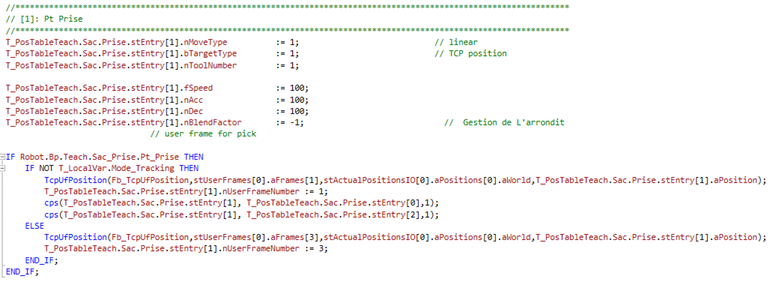 //************************************************************************************************************************
// [1]: Pt Prise
//************************************************************************************************************************
T_PosTableTeach.Sac.Prise.stEntry[1].nMoveType := 1; // linear
T_PosTableTeach.Sac.Prise.stEntry[1].bTargetType := 1; // TCP position
T_PosTableTeach.Sac.Prise.stEntry[1].nToolNumber := 1;
T_PosTableTeach.Sac.Prise.stEntry[1].fSpeed := 100;
T_PosTableTeach.Sac.Prise.stEntry[1].nAcc := 100;
T_PosTableTeach.Sac.Prise.stEntry[1].nDec := 100;
T_PosTableTeach.Sac.Prise.stEntry[1].nBlendFactor := -1; // Gestion de L'arrondit
// user frame for pick
IF Robot.Bp.Teach.Sac_Prise.Pt_Prise THEN
IF NOT T_LocalVar.Mode_Tracking THEN
TcpUfPosition(Fb_TcpUfPosition,stUserFrames[0].aFrames[1],stActualPositionsIO[0].aPositions[0].aWorld,T_PosTableTeach.Sac.Prise.stEntry[1].aPosition);
T_PosTableTeach.Sac.Prise.stEntry[1].nUserFrameNumber := 1;
cps(T_PosTableTeach.Sac.Prise.stEntry[1], T_PosTableTeach.Sac.Prise.stEntry[0],1);
cps(T_PosTableTeach.Sac.Prise.stEntry[1], T_PosTableTeach.Sac.Prise.stEntry[2],1);
ELSE
TcpUfPosition(Fb_TcpUfPosition,stUserFrames[0].aFrames[3],stActualPositionsIO[0].aPositions[0].aWorld,T_PosTableTeach.Sac.Prise.stEntry[1].aPosition);
T_PosTableTeach.Sac.Prise.stEntry[1].nUserFrameNumber := 3;
END_IF;
END_IF;